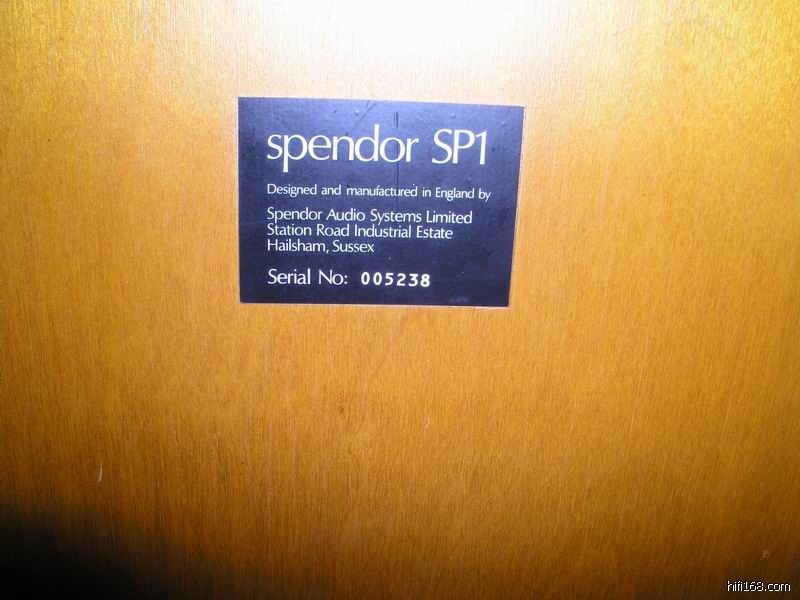 spendor SP1
Designed and manufactured in England by
Spendor Audio Systems Limited
Station Road Industrial Estate
Hailsham, Sussex
Serial No: 005238
hifi168.com